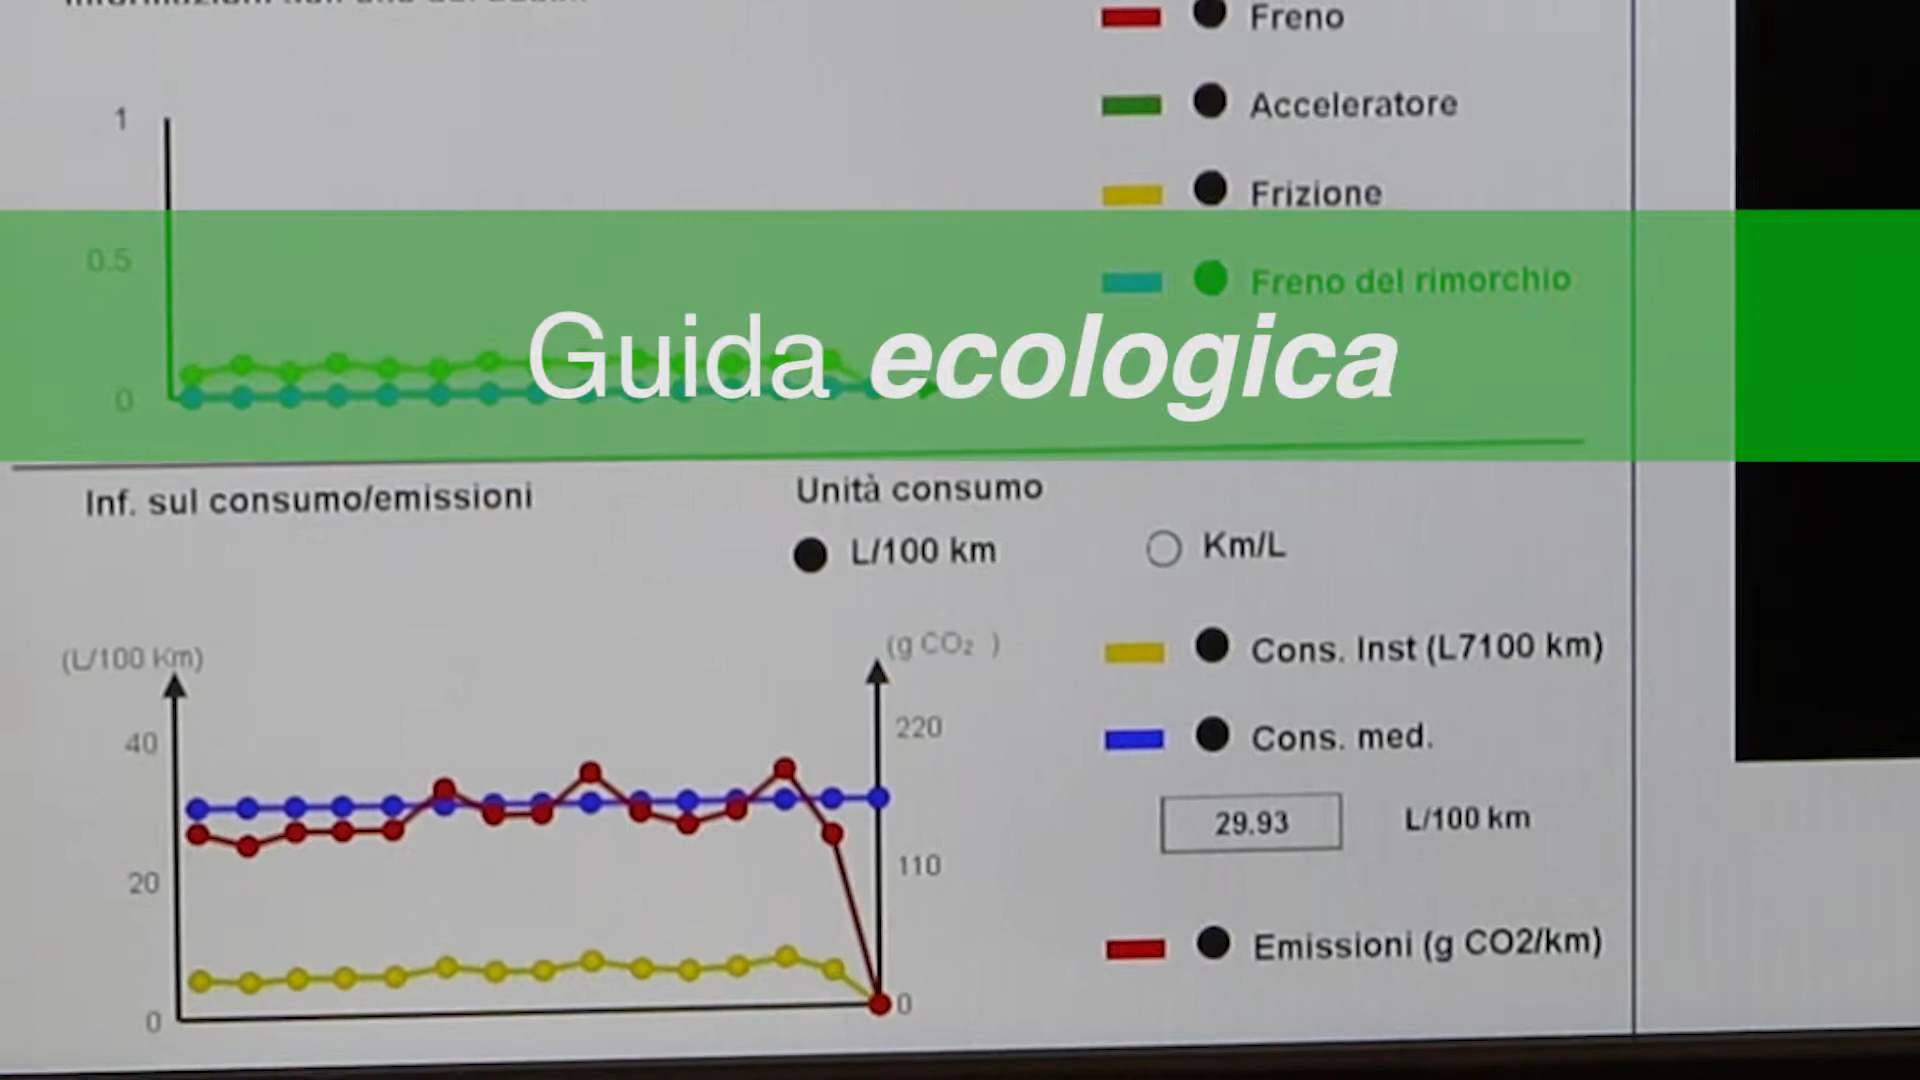 Freno
1
Acceleratore
Frizione
0.5
Freno del rimorchio
Guida ecologica
0
Inf. sul consumo/emissioni
Unità consumo
L/100 km
Km/L
(L/100 Km)
(g CO₂ )
Cons. Inst (L7100 km)
40
220
Cons. med.
29.93
L/100 km
20
110
Emissioni (g CO2/km)
0
0